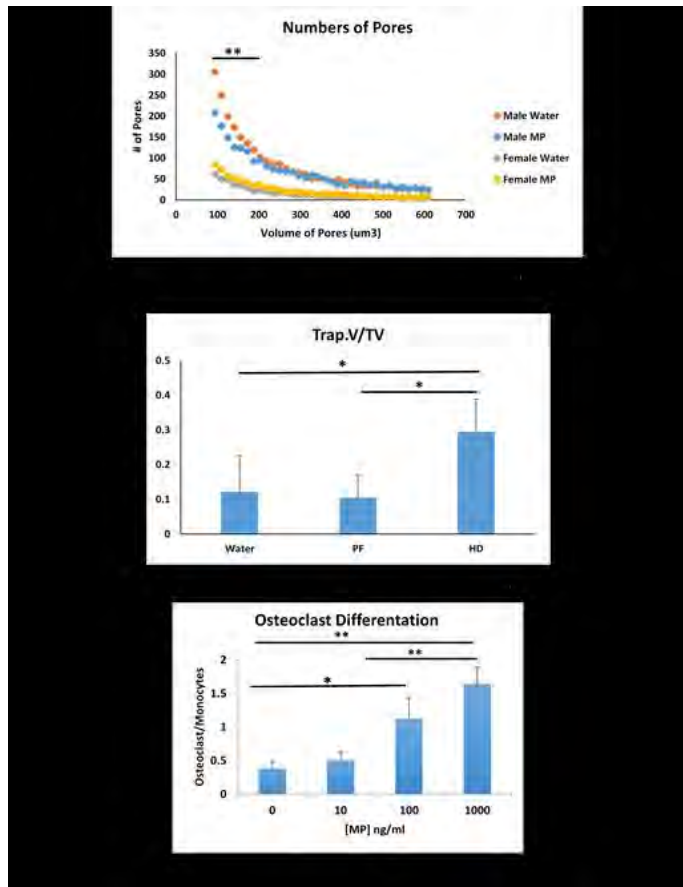 Numbers of Pores
**
350
300
250
200
150
100
50
0
# of Pores
0 100 200 300 400 500 600 700
Volume of Pores (um3)
Male Water
Male MP
Female Water
Female MP
Trap.V/TV
*
*
0.5
0.4
0.3
0.2
0.1
0
Water PF HD
Osteoclast Differentation
**
**
*
2
1.5
1
0.5
0
Osteoclast/Monocytes
0 10 100 1000
[MP] ng/ml